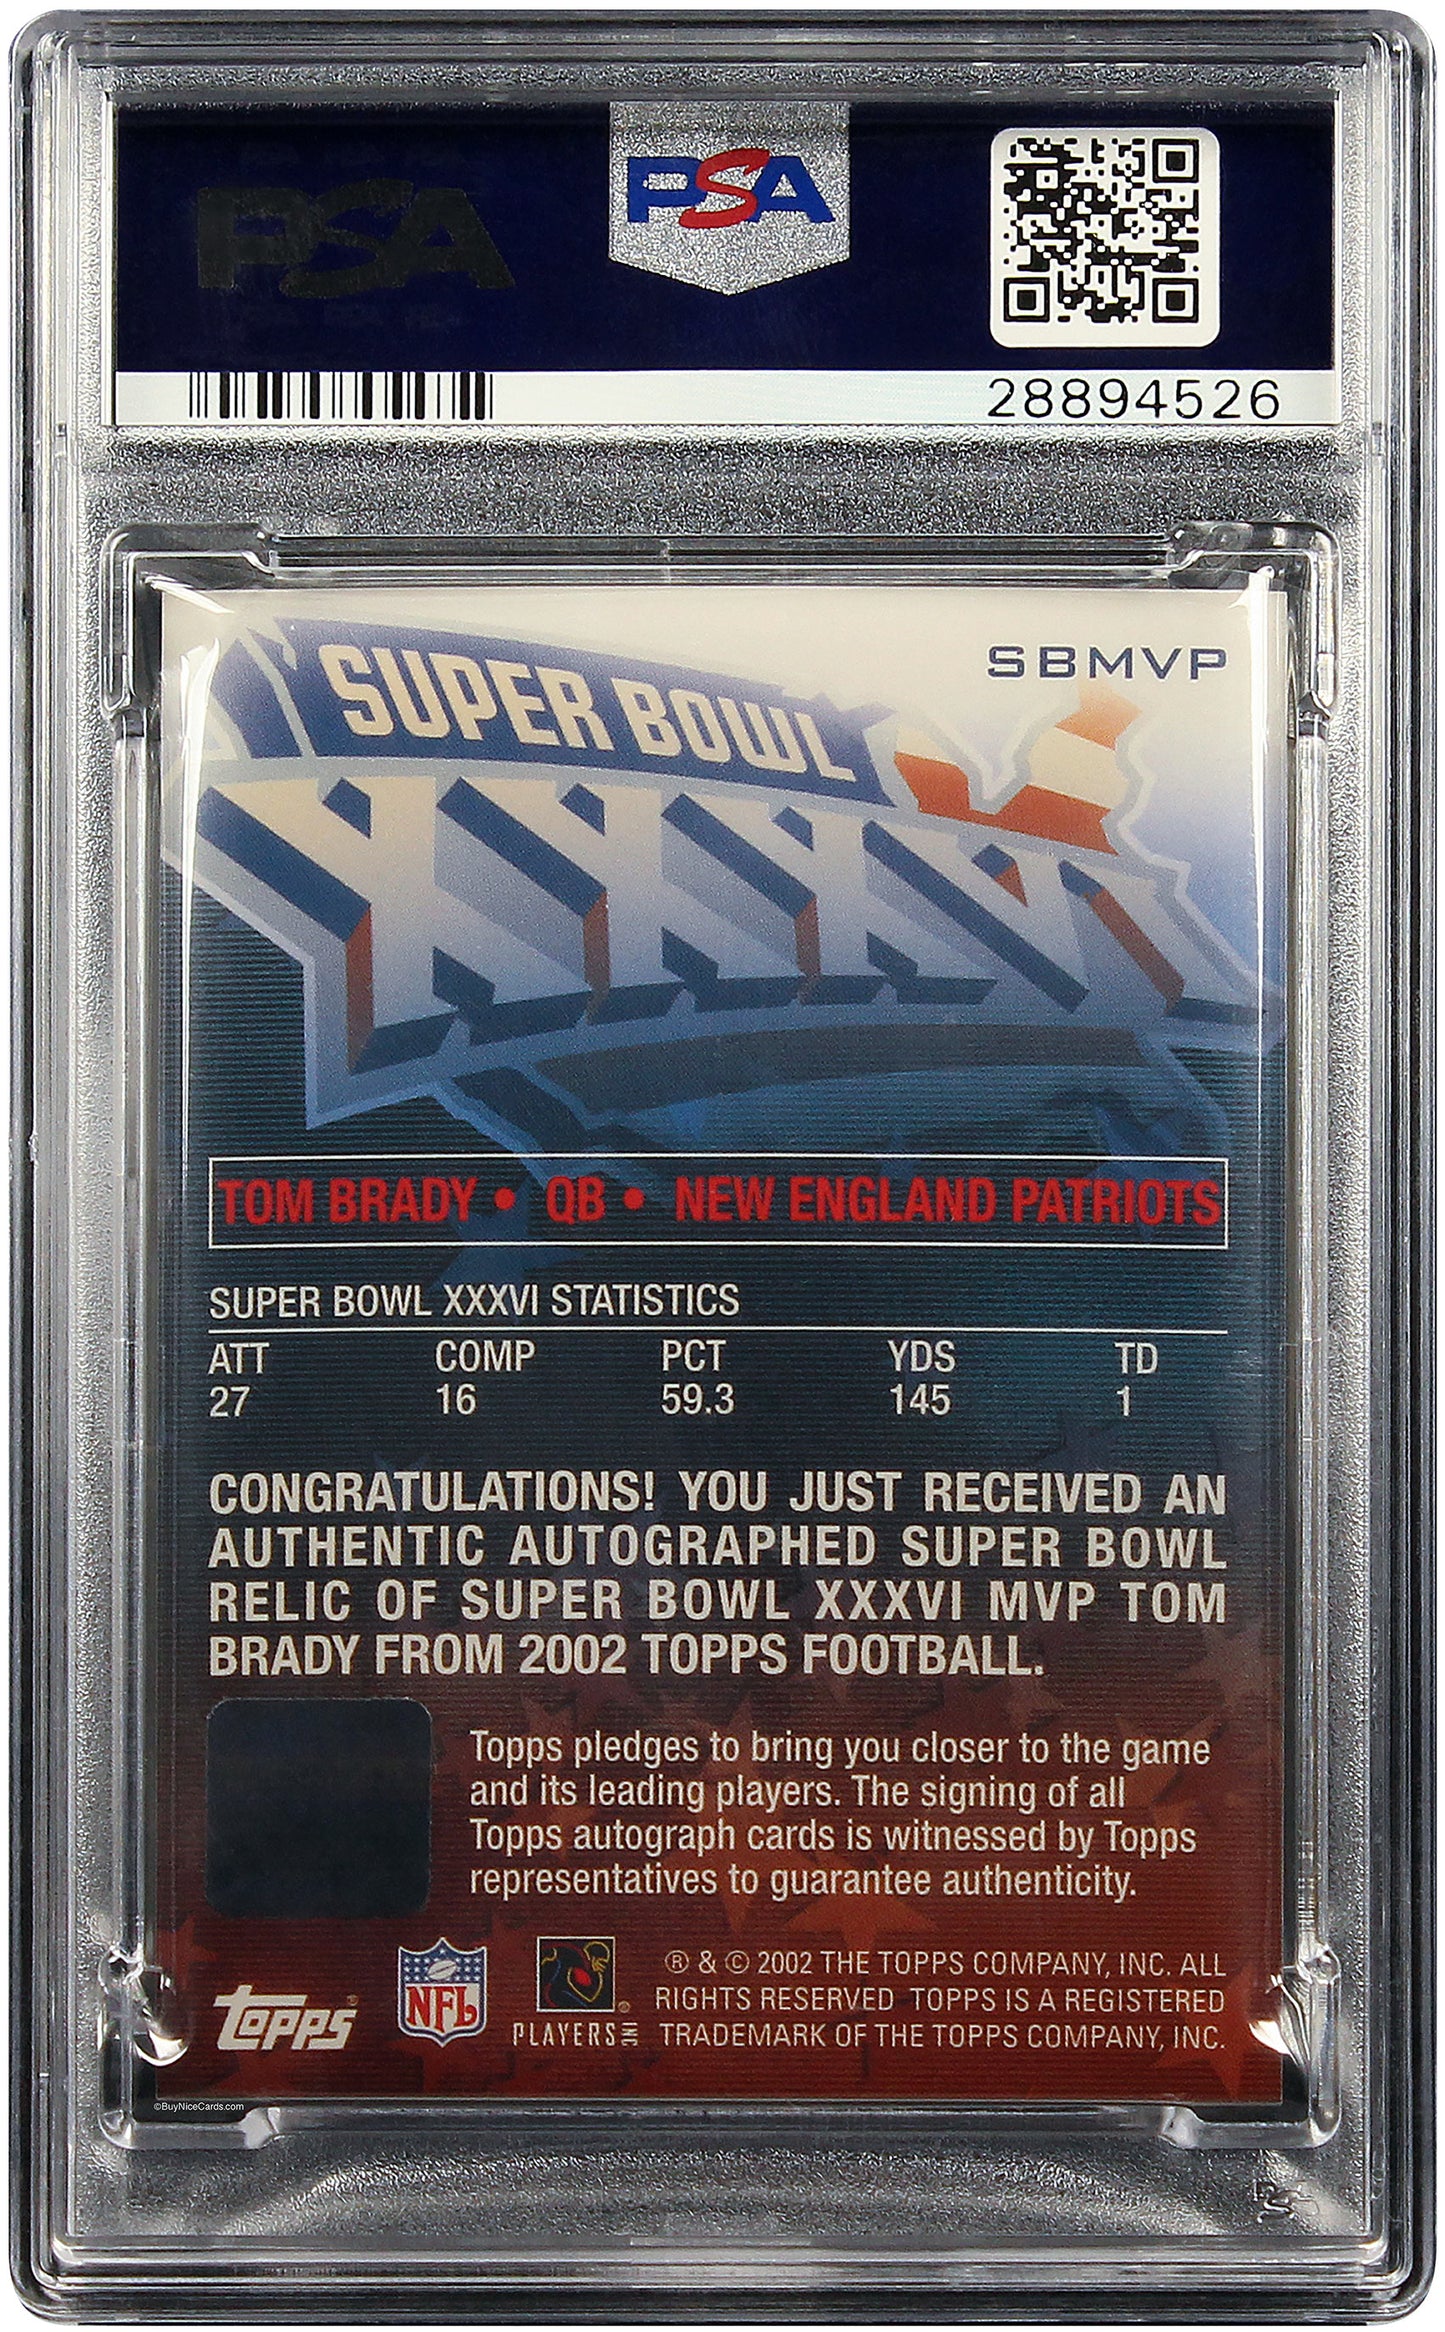 PSA
PSA
28894526
SBMVP
SUPER BOWL
XXXVI
TOM BRADY • QB • NEW ENGLAND PATRIOTS
SUPER BOWL XXXVI STATISTICS
ATT COMP PCT YDS TD
27 16 59.3 145 1
CONGRATULATIONS! YOU JUST RECEIVED AN
AUTHENTIC AUTOGRAPHED SUPER BOWL
RELIC OF SUPER BOWL XXXVI MVP TOM
BRADY FROM 2002 TOPPS FOOTBALL.
Topps pledges to bring you closer to the game
and its leading players. The signing of all
Topps autograph cards is witnessed by Topps
representatives to guarantee authenticity.
topps®
NFL
PLAYERS INC
® & © 2002 THE TOPPS COMPANY, INC. ALL
RIGHTS RESERVED TOPPS IS A REGISTERED
TRADEMARK OF THE TOPPS COMPANY, INC.
©BuyNiceCards.com